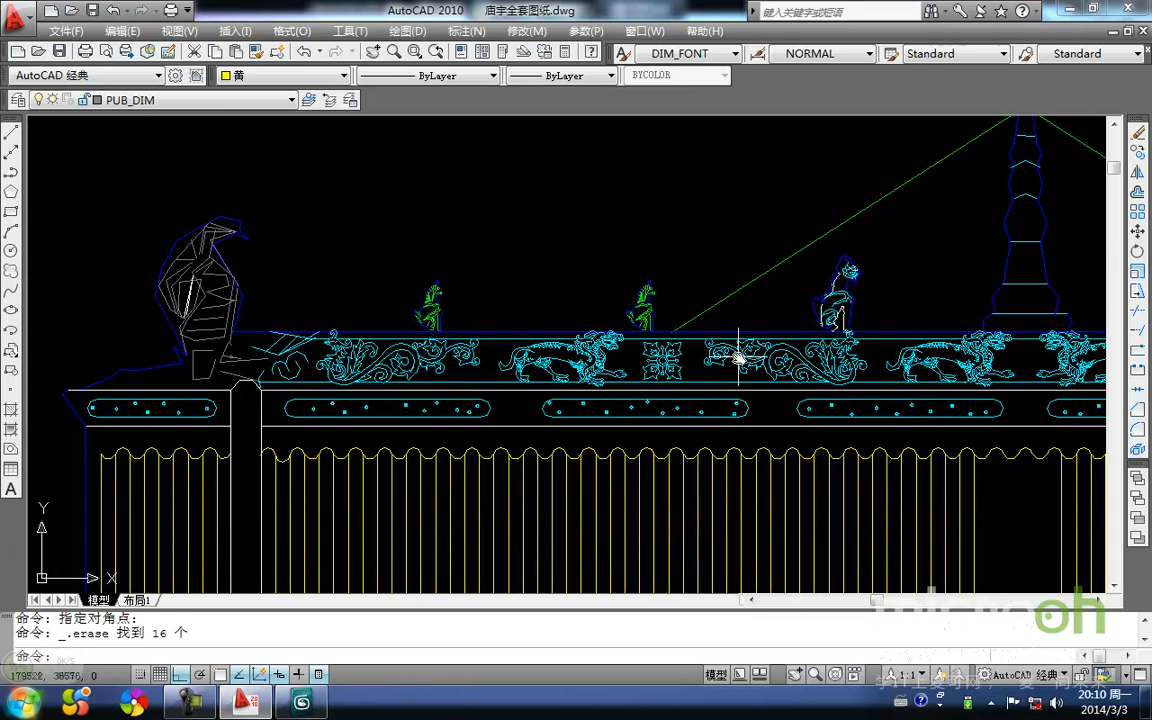 AutoCAD 2010 庙宇全套图纸.dwg
键入关键字或短语
文件(F) 编辑(E) 视图(V) 插入(I) 格式(O) 工具(T) 绘图(D) 标注(N) 修改(M) 参数(P) 窗口(W) 帮助(H)
DIM_FONT NORMAL Standard Standard
AutoCAD 经典 黄 ByLayer ByLayer BYCOLOR
PUB_DIM
Y
X
模型 布局1
命令: 指定对角点:
命令: _.erase 找到 16 个
命令:
179522, 38576, 0
模型 1:1 AutoCAD 经典
20:10 周一
2014/3/3